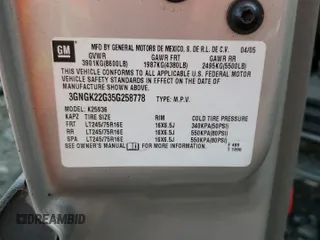 GM
MFD BY GENERAL MOTORS DE MEXICO, S. DE R.L. DE C.V. 04/05
GVWR GAWR FRT GAWR RR
3901KG(8600LB) 1987KG(4380LB) 2495KG(5500LB)
THIS VEHICLE CONFORMS TO ALL APPLICABLE U.S. FEDERAL MOTOR
VEHICLE SAFETY STANDARDS IN EFFECT ON THE DATE OF
MANUFACTURE SHOWN ABOVE.
3GNGK22G35G258778 TYPE: M.P.V.
MODEL: K25936
KAPZ TIRE SIZE RIM COLD TIRE PRESSURE
FRT LT245/75R16E 16X6.5J 340KPA(50PSI)
RR LT245/75R16E 16X6.5J 550KPA(80PSI)
SPA LT245/75R16E 16X6.5J 550KPA(80PSI)
SEE OWNER'S MANUAL FOR ADDITIONAL INFORMATION.
DREAMBID